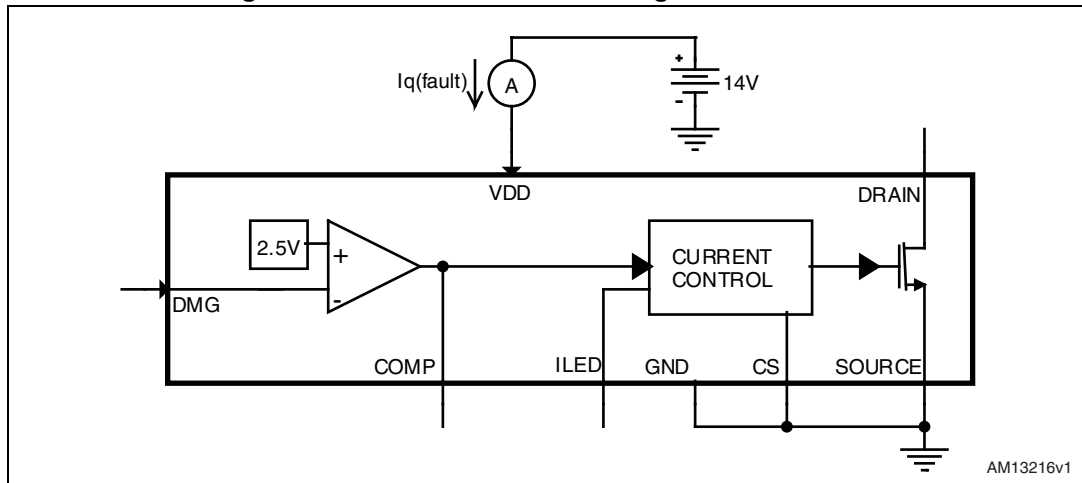 Iq(fault)
A
+
-
14V
VDD
DRAIN
2.5V
+
-
CURRENT
CONTROL
DMG
COMP
ILED
GND
CS
SOURCE
AM13216v1